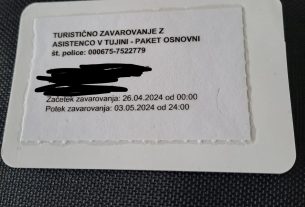 TURISTIČNO ZAVAROVANJE Z
ASISTENCO V TUJINI - PAKET OSNOVNI
št. police: 000675-7522779
Začetek zavarovanja: 26.04.2024 od 00:00
Potek zavarovanja: 03.05.2024 od 24:00